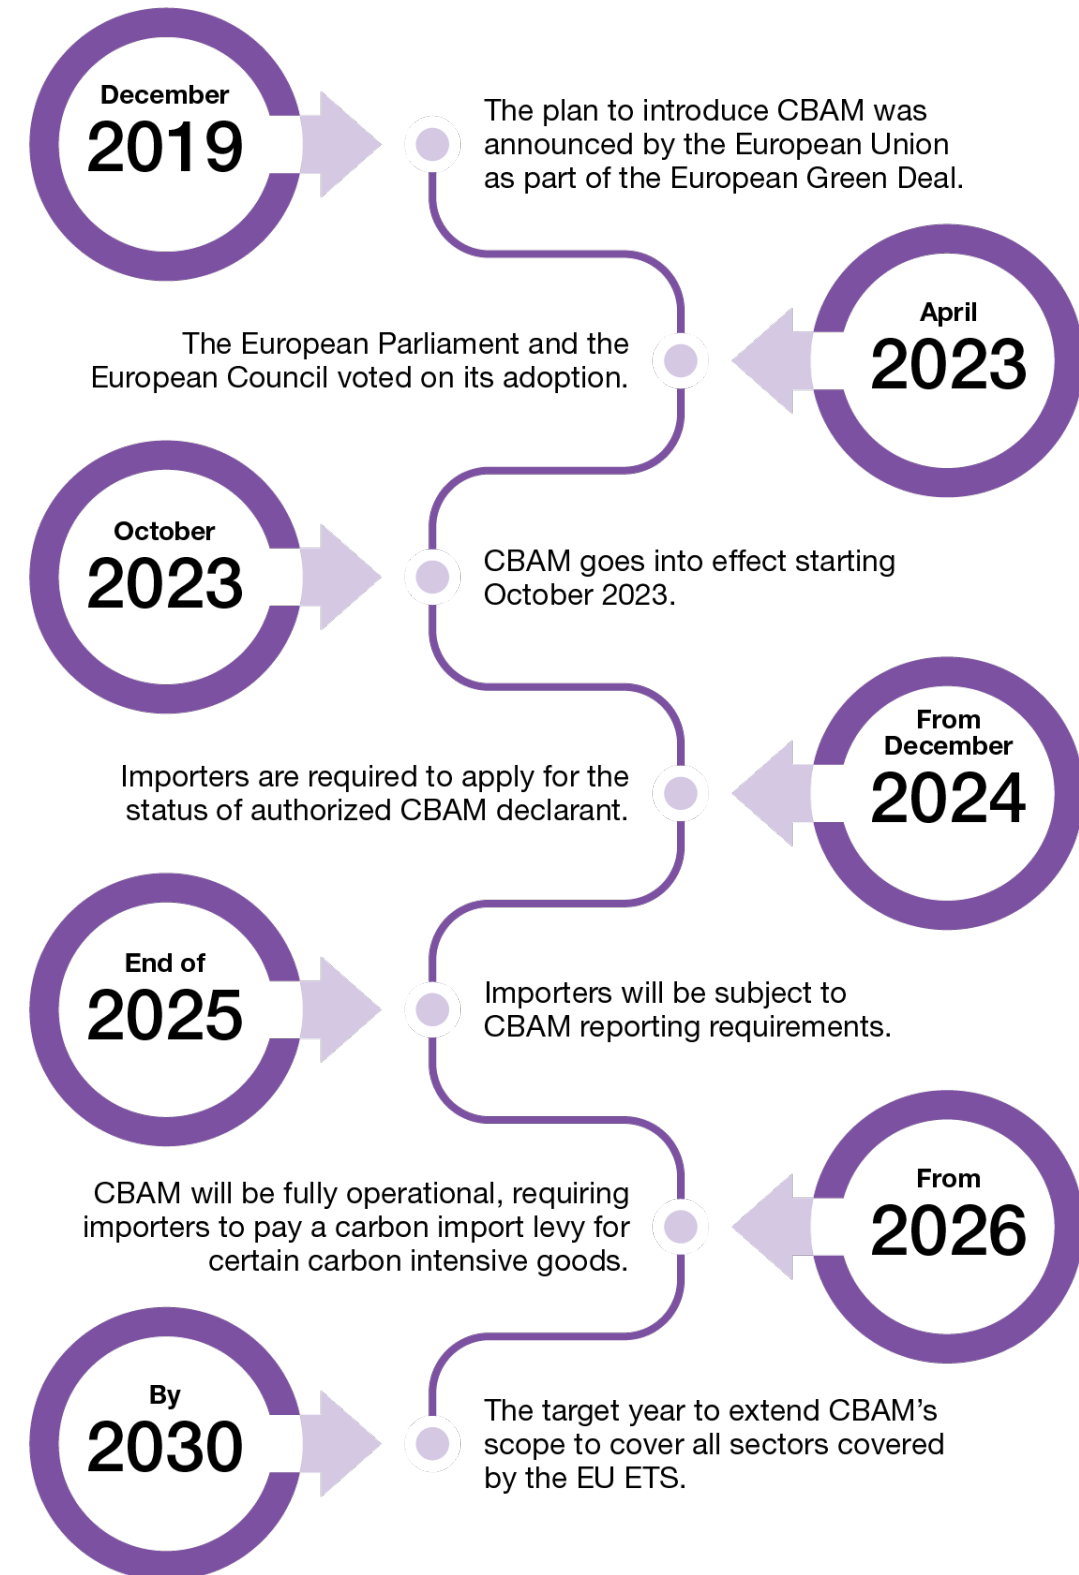 December
2019
The plan to introduce CBAM was
announced by the European Union
as part of the European Green Deal.
April
2023
The European Parliament and the
European Council voted on its adoption.
October
2023
CBAM goes into effect starting
October 2023.
From
December
2024
Importers are required to apply for the
status of authorized CBAM declarant.
End of
2025
Importers will be subject to
CBAM reporting requirements.
From
2026
CBAM will be fully operational, requiring
importers to pay a carbon import levy for
certain carbon intensive goods.
By
2030
The target year to extend CBAM’s
scope to cover all sectors covered
by the EU ETS.